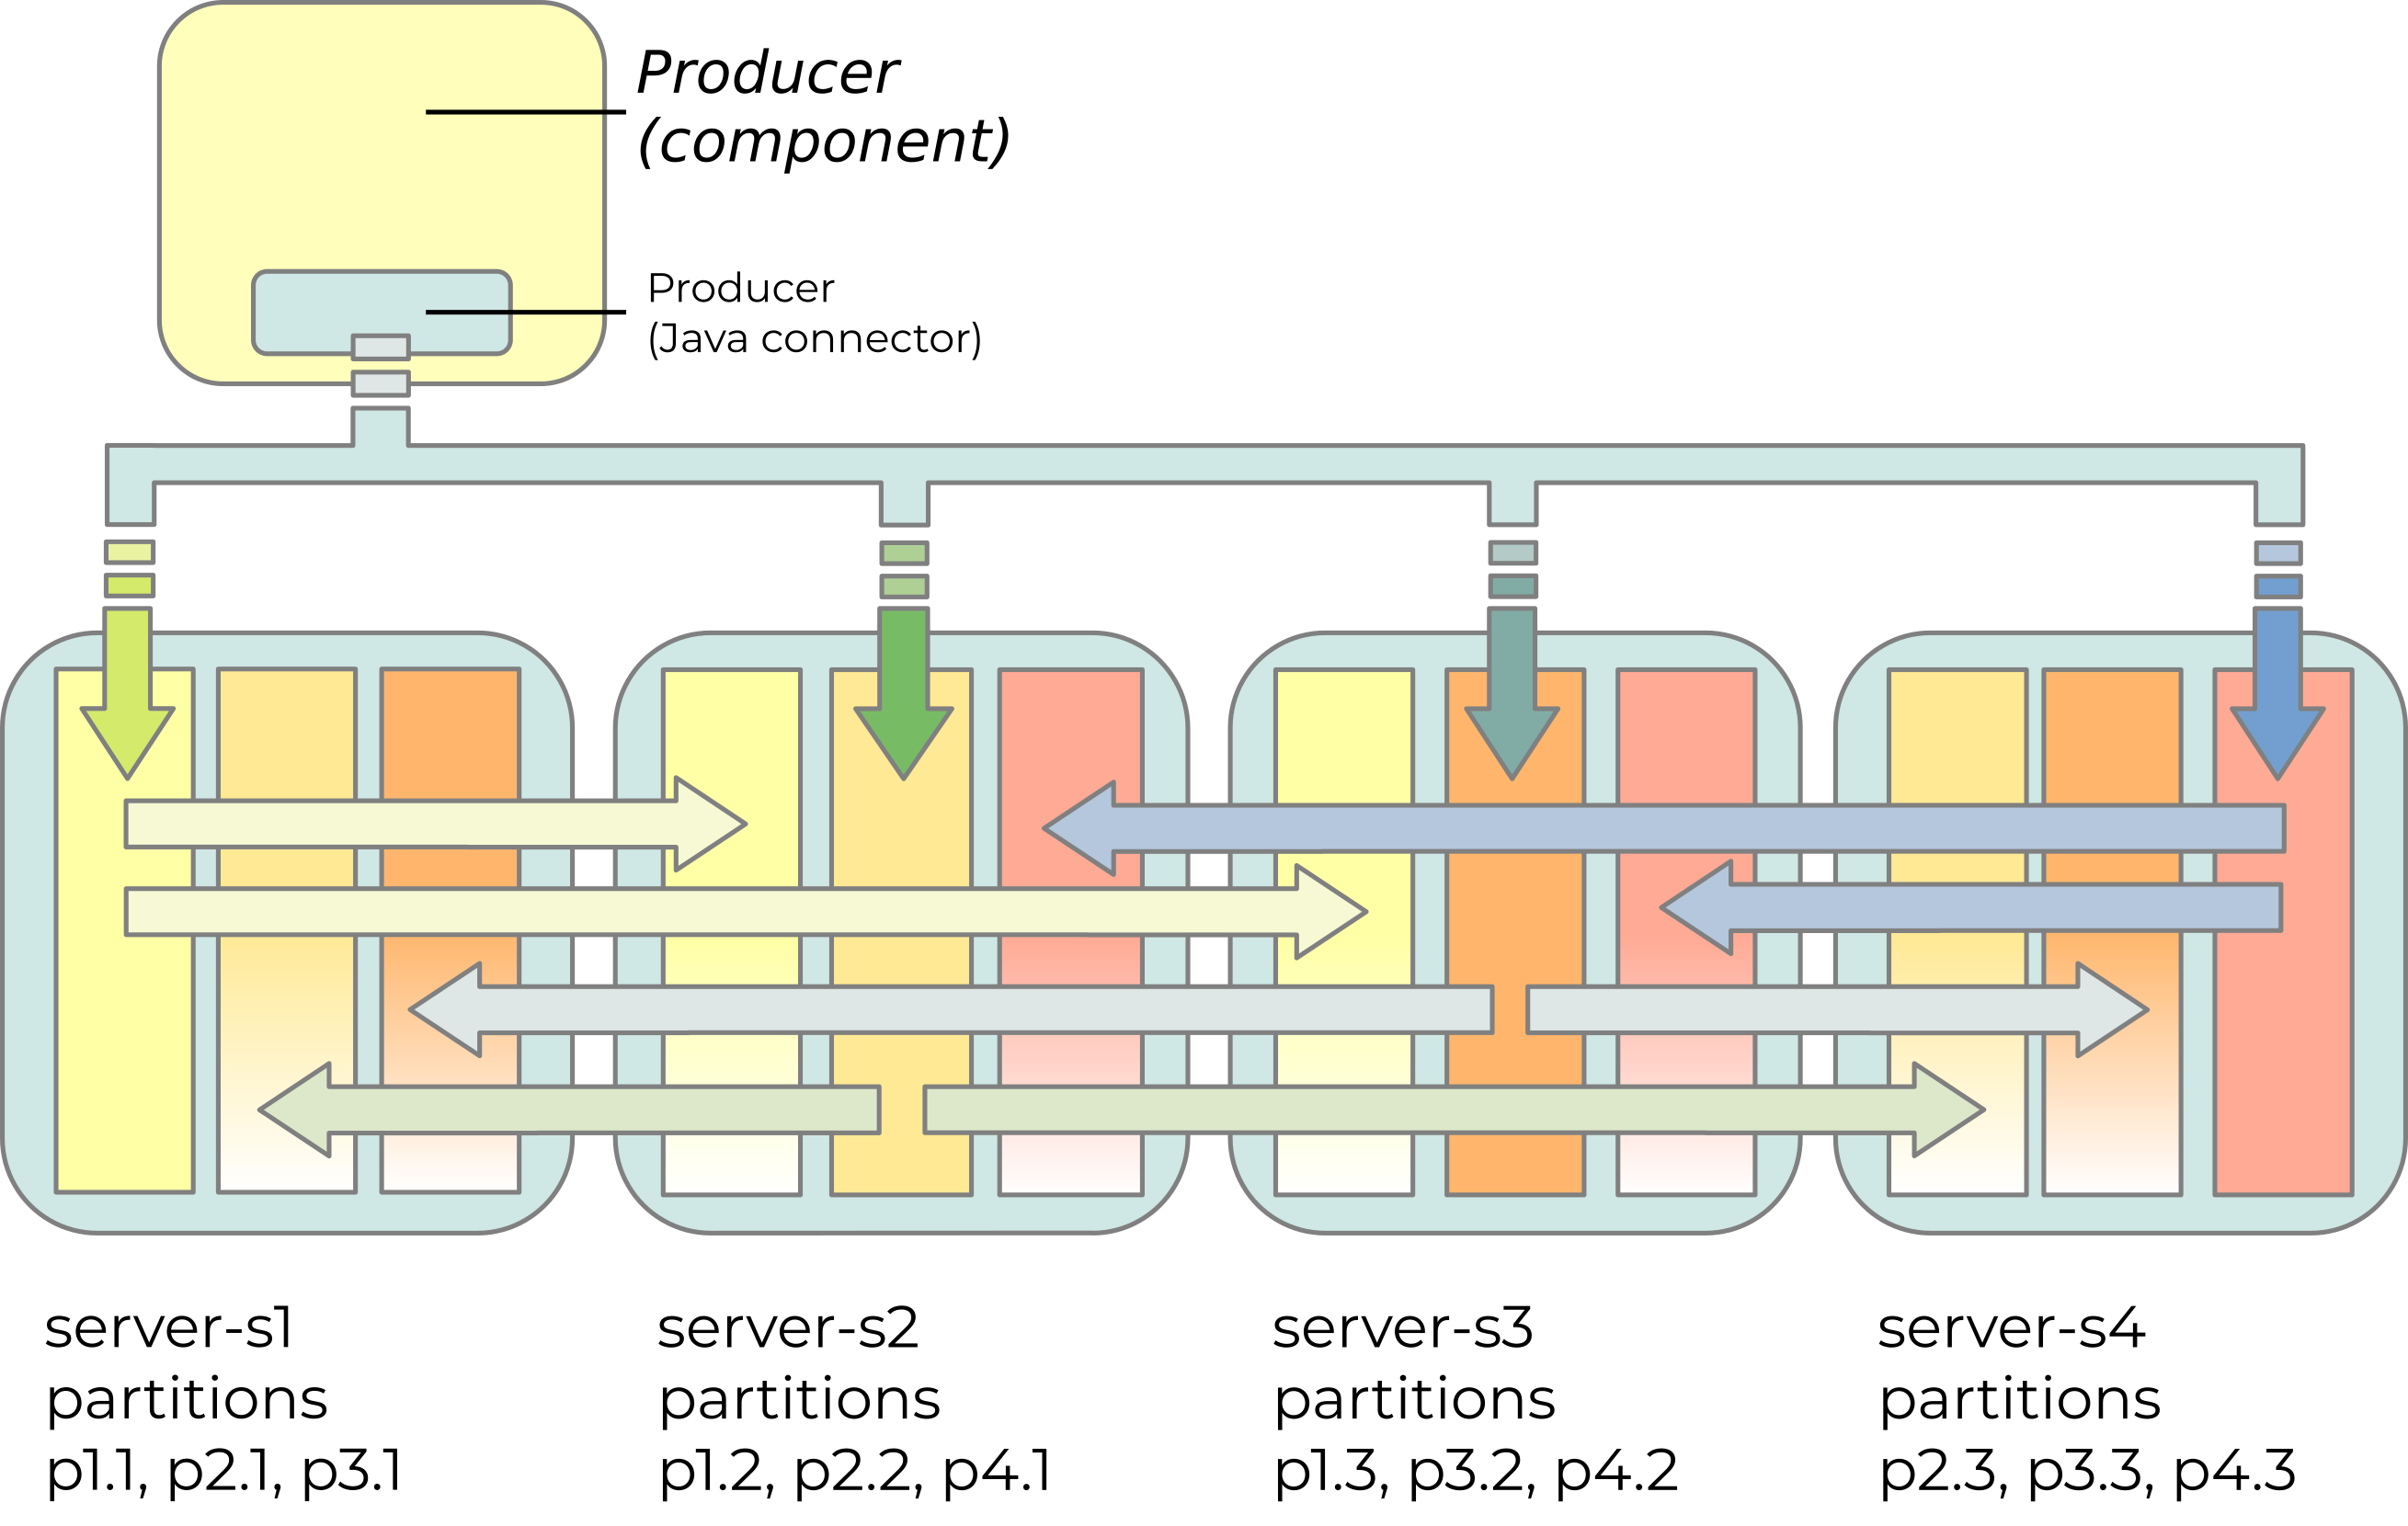 Producer
(component)
Producer
(Java connector)
server-s1
partitions
p1.1, p2.1, p3.1
server-s2
partitions
p1.2, p2.2, p4.1
server-s3
partitions
p1.3, p3.2, p4.2
server-s4
partitions
p2.3, p3.3, p4.3